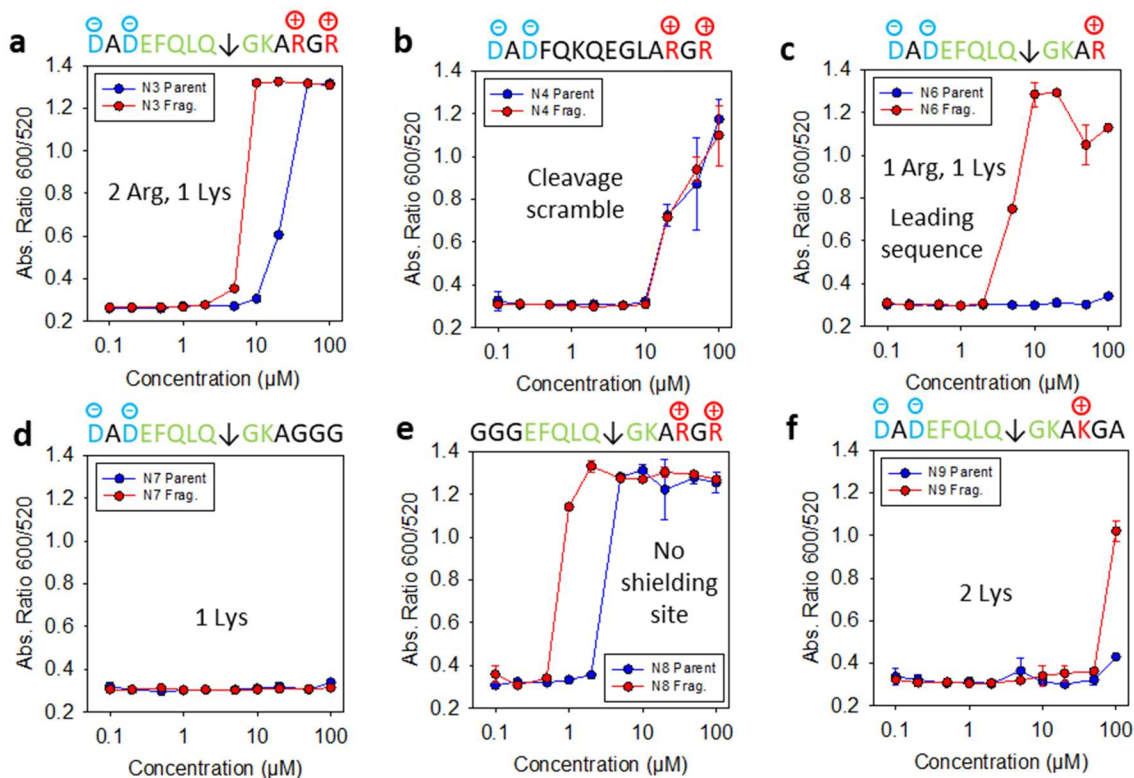 a
DADEFQLQ↓GKARGR
N3 Parent
N3 Frag.
2 Arg, 1 Lys
Abs. Ratio 600/520
1.4
1.2
1.0
0.8
0.6
0.4
0.2
0.1 1 10 100
Concentration (µM)
b
DADFQKQEGLARGR
N4 Parent
N4 Frag.
Cleavage
scramble
Abs. Ratio 600/520
1.4
1.2
1.0
0.8
0.6
0.4
0.2
0.1 1 10 100
Concentration (µM)
c
DADEFQLQ↓GKAR
N6 Parent
N6 Frag.
1 Arg, 1 Lys
Leading
sequence
Abs. Ratio 600/520
1.4
1.2
1.0
0.8
0.6
0.4
0.2
0.1 1 10 100
Concentration (µM)
d
DADEFQLQ↓GKAGGG
N7 Parent
N7 Frag.
1 Lys
Abs. Ratio 600/520
1.4
1.2
1.0
0.8
0.6
0.4
0.2
0.1 1 10 100
Concentration (µM)
e
GGGEFQLQ↓GKARGR
No
shielding
site
N8 Parent
N8 Frag.
Abs. Ratio 600/520
1.4
1.2
1.0
0.8
0.6
0.4
0.2
0.1 1 10 100
Concentration (µM)
f
DADEFQLQ↓GKAKGA
N9 Parent
N9 Frag.
2 Lys
Abs. Ratio 600/520
1.4
1.2
1.0
0.8
0.6
0.4
0.2
0.1 1 10 100
Concentration (µM)